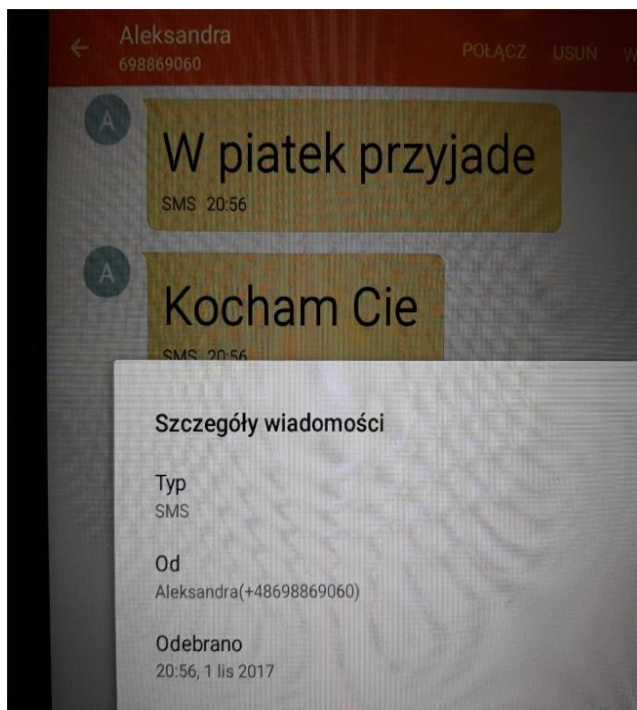 Aleksandra
698869060
POŁĄCZ USUŃ
A
W piatek przyjade
SMS 20:56
A
Kocham Cie
SMS 20:56
Szczegóły wiadomości
Typ
SMS
Od
Aleksandra(+48698869060)
Odebrano
20:56, 1 lis 2017